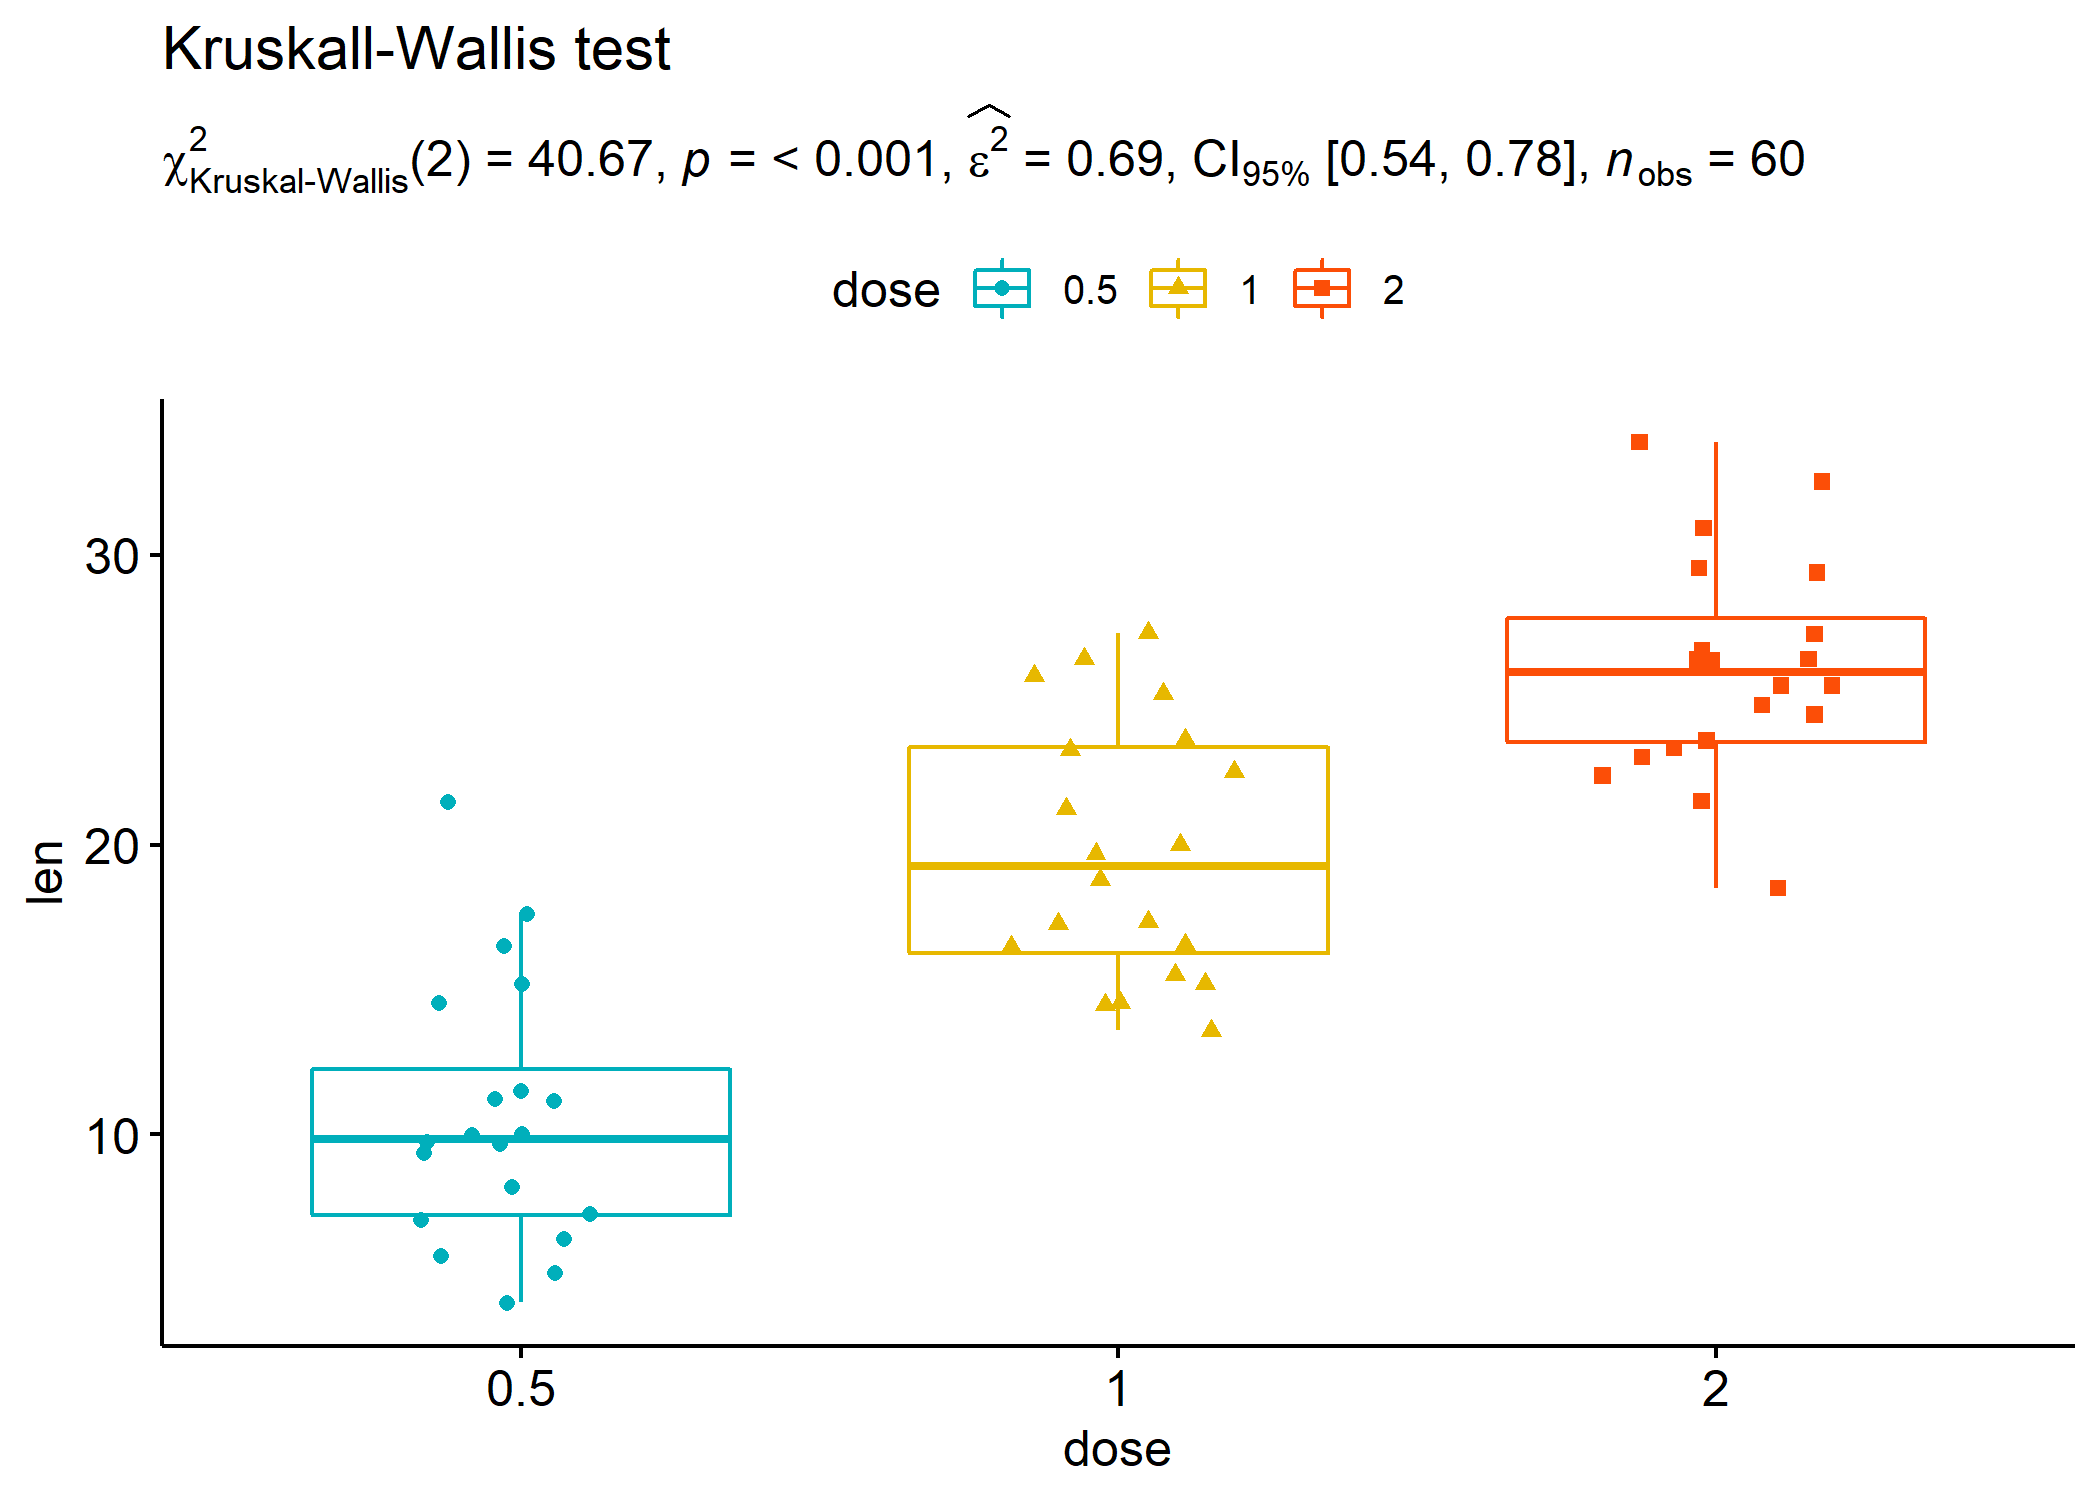 Kruskall-Wallis test
χ²Kruskal-Wallis(2) = 40.67, p = < 0.001, ε̂² = 0.69, CI95% [0.54, 0.78], nobs = 60
dose 0.5 1 2
30
20
10
len
0.5 1 2
dose